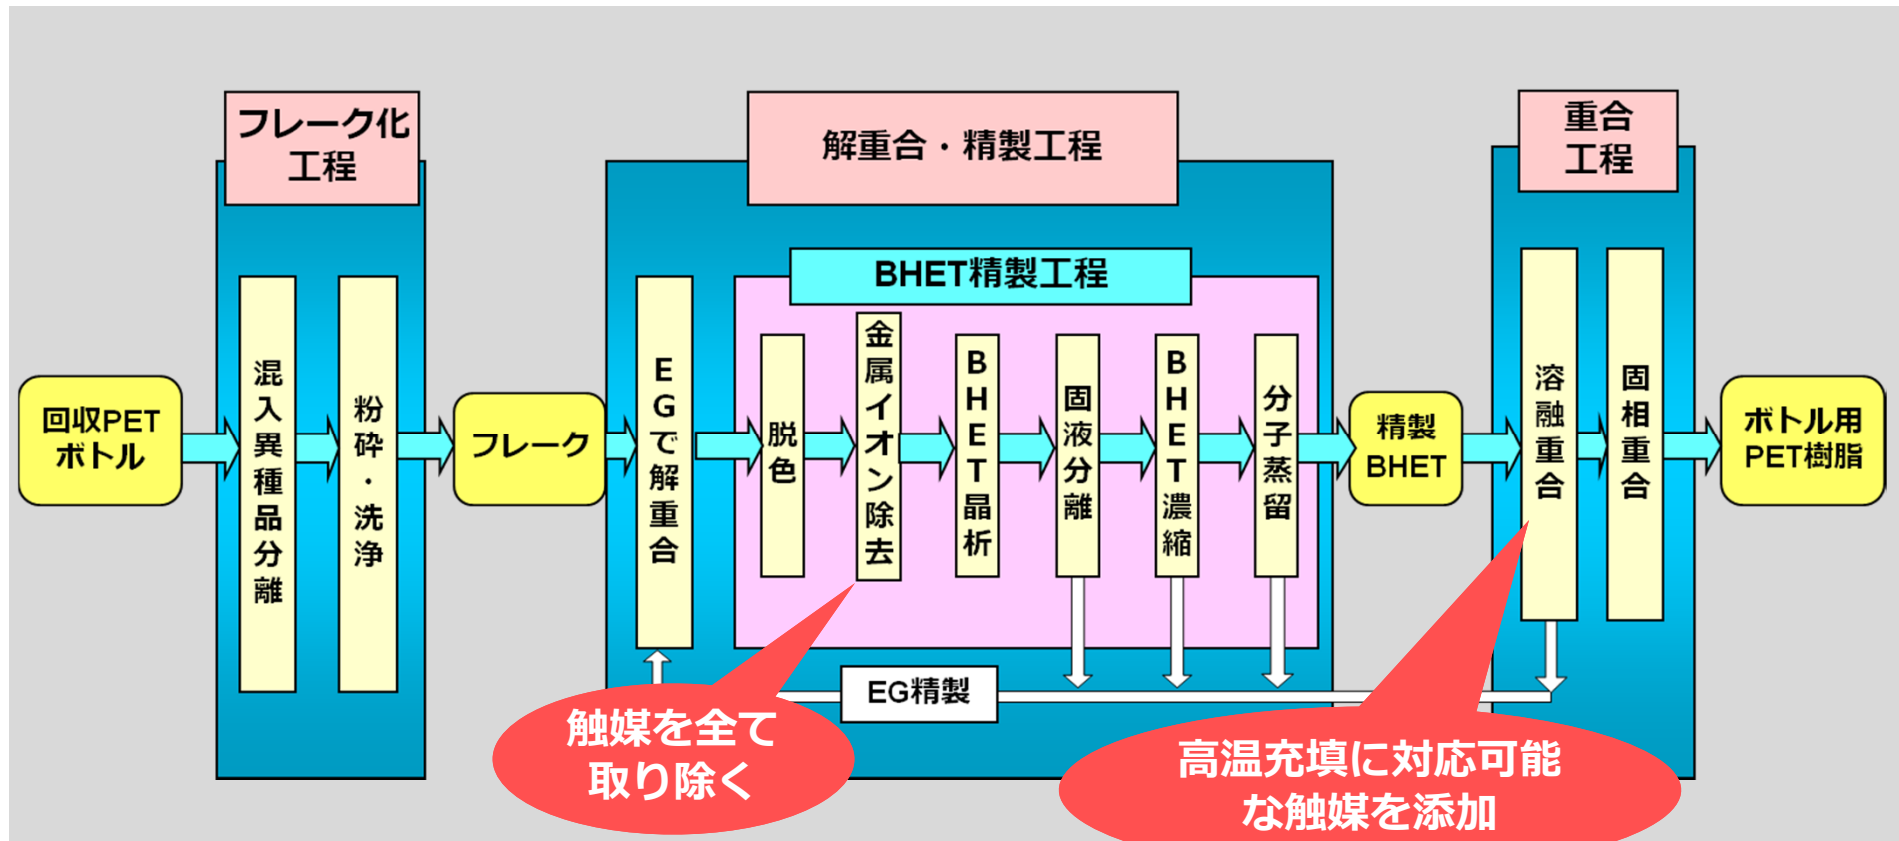 フレーク化
工程
解重合・精製工程
重合
工程
BHET精製工程
回収PET
ボトル
混入異種品分離
粉砕・洗浄
フレーク
EGで解重合
脱色
金属イオン除去
BHET晶析
固液分離
BHET濃縮
分子蒸留
精製
BHET
溶融重合
固相重合
ボトル用
PET樹脂
EG精製
触媒を全て
取り除く
高温充填に対応可能
な触媒を添加